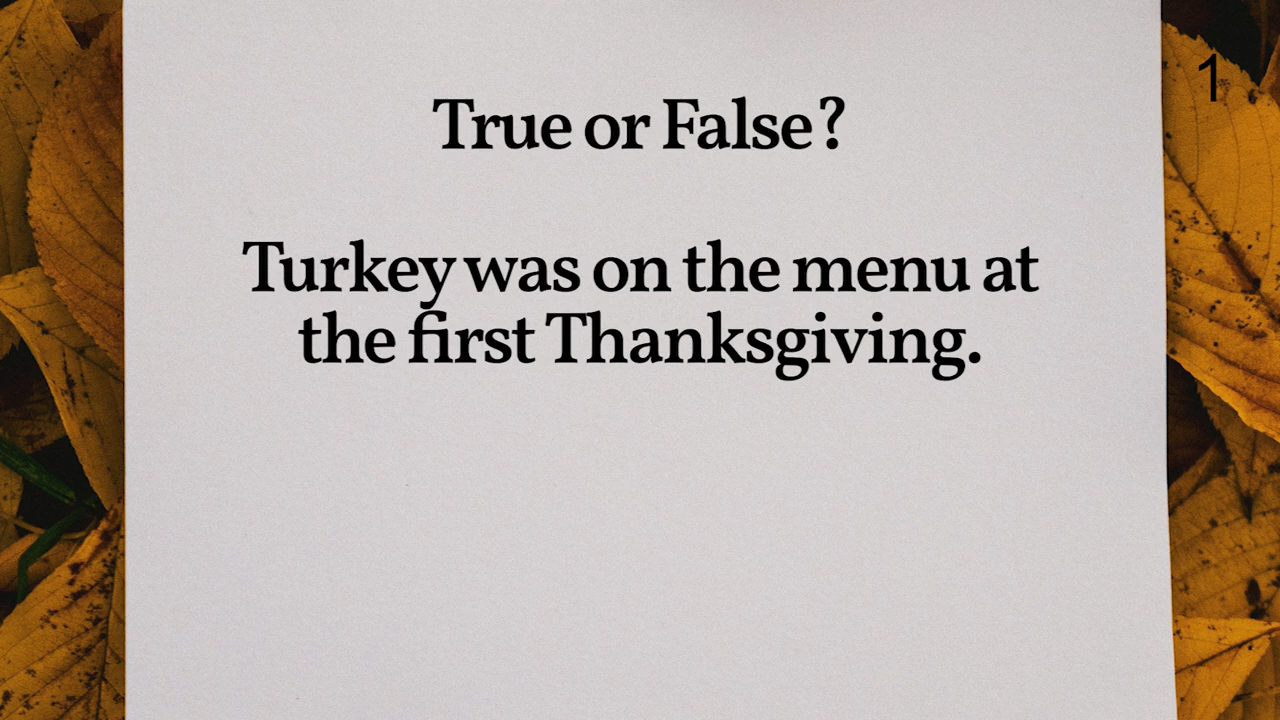 1
True or False?
Turkey was on the menu at
the first Thanksgiving.